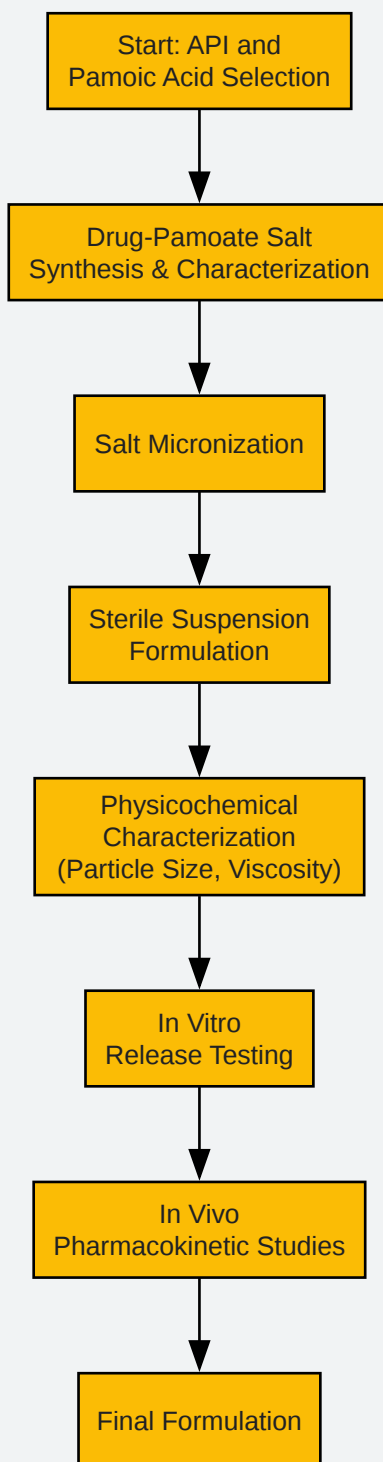 Start: API and
Pamoic Acid Selection
Drug-Pamoate Salt
Synthesis & Characterization
Salt Micronization
Sterile Suspension
Formulation
Physicochemical
Characterization
(Particle Size, Viscosity)
In Vitro
Release Testing
In Vivo
Pharmacokinetic Studies
Final Formulation